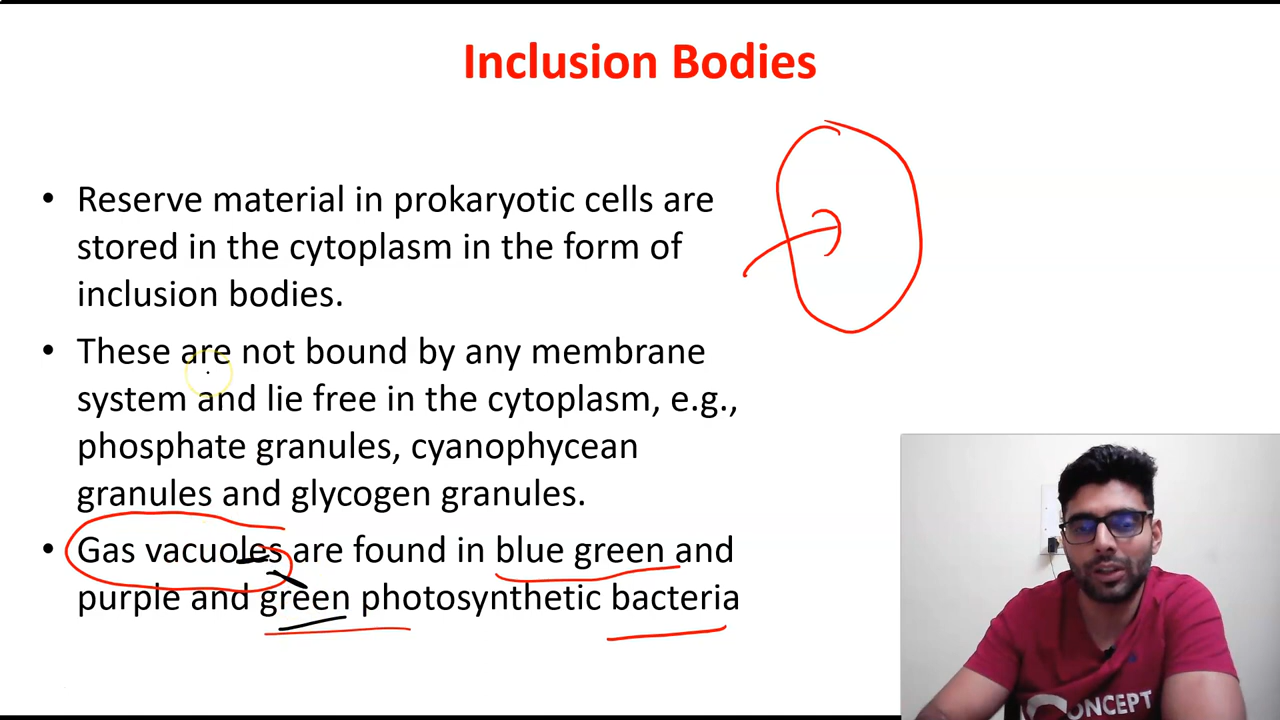 Inclusion Bodies
• Reserve material in prokaryotic cells are
stored in the cytoplasm in the form of
inclusion bodies.
• These are not bound by any membrane
system and lie free in the cytoplasm, e.g.,
phosphate granules, cyanophycean
granules and glycogen granules.
• Gas vacuoles are found in blue green and
purple and green photosynthetic bacteria
CONCEPT